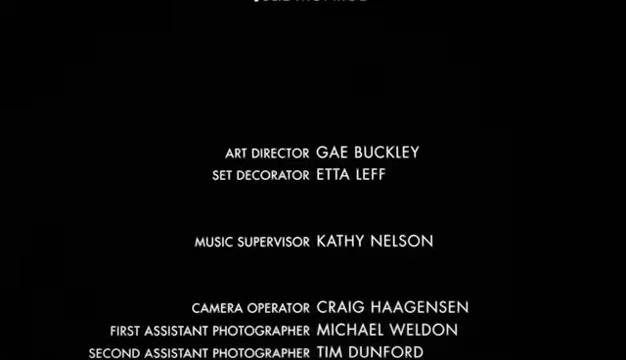 ART DIRECTOR GAE BUCKLEY
SET DECORATOR ETTA LEFF
MUSIC SUPERVISOR KATHY NELSON
CAMERA OPERATOR CRAIG HAAGENSEN
FIRST ASSISTANT PHOTOGRAPHER MICHAEL WELDON
SECOND ASSISTANT PHOTOGRAPHER TIM DUNFORD